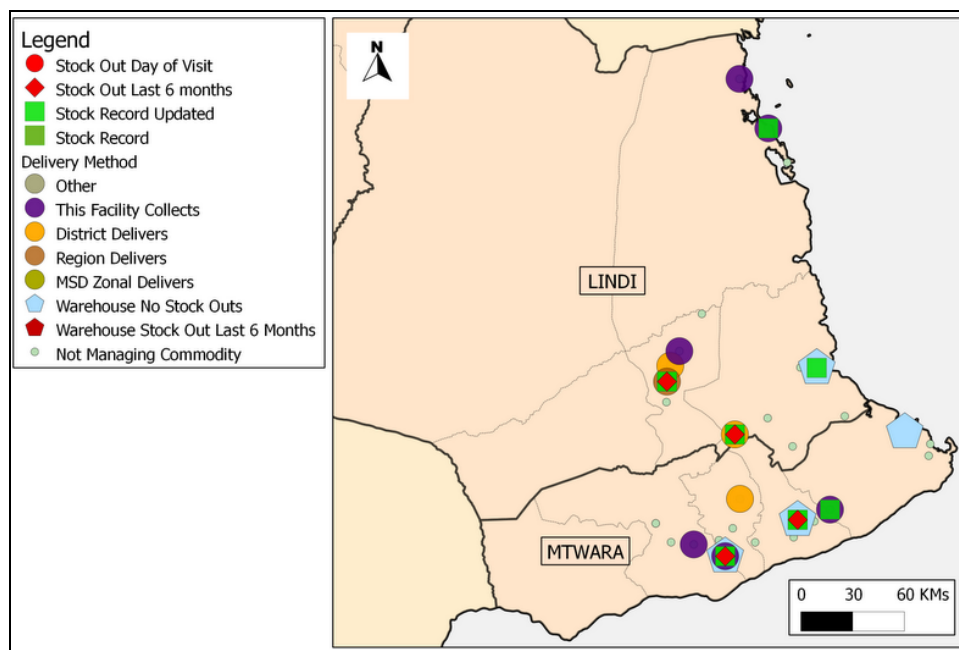 Legend
Stock Out Day of Visit
Stock Out Last 6 months
Stock Record Updated
Stock Record
Delivery Method
Other
This Facility Collects
District Delivers
Region Delivers
MSD Zonal Delivers
Warehouse No Stock Outs
Warehouse Stock Out Last 6 Months
Not Managing Commodity
N
LINDI
MTWARA
0 30 60 KMs